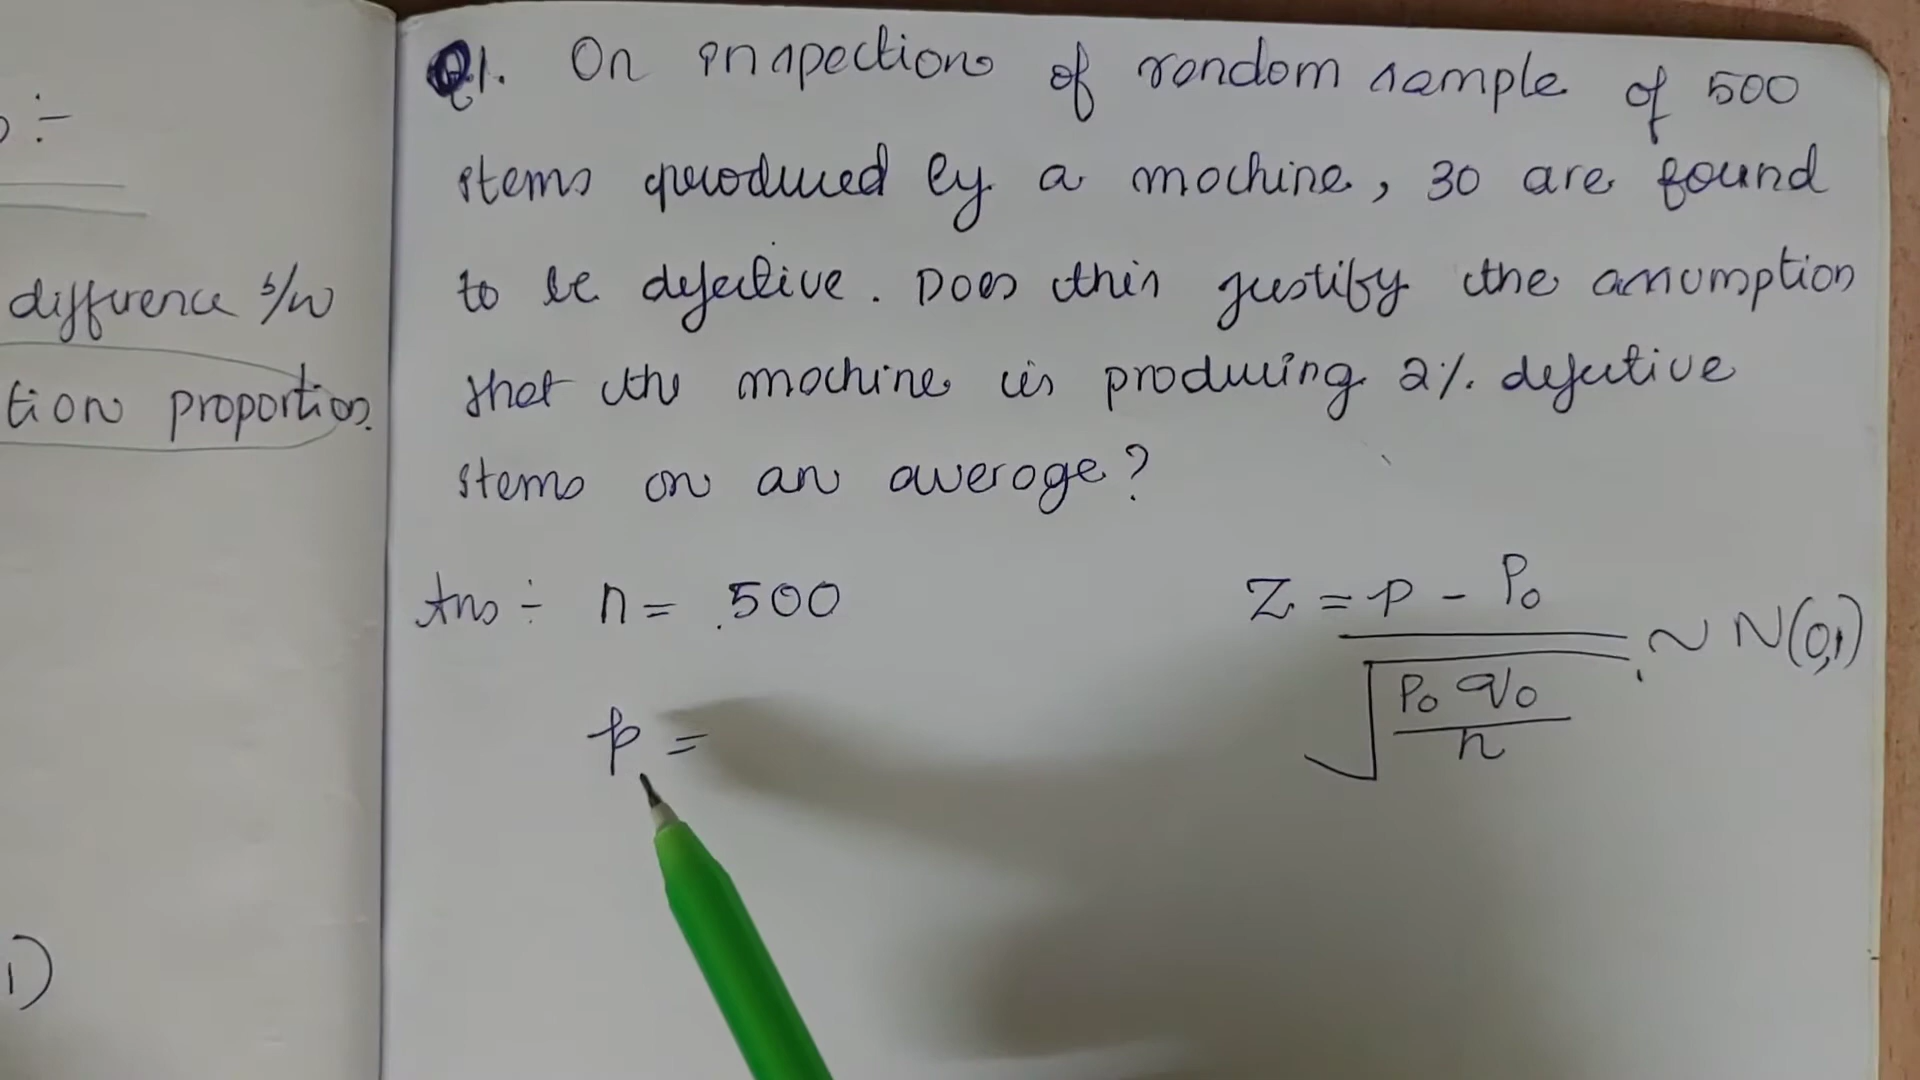 difference b/w
tion proportion.
1)
Q1. On inspection of random sample of 500
items produced by a machine, 30 are found
to be defective. Does this justify the assumption
that the machine is producing 2% defective
items on an average?
Ans ÷ n = 500
Z = p - P₀
√ P₀ q₀ / n ~ N(0,1)
p =